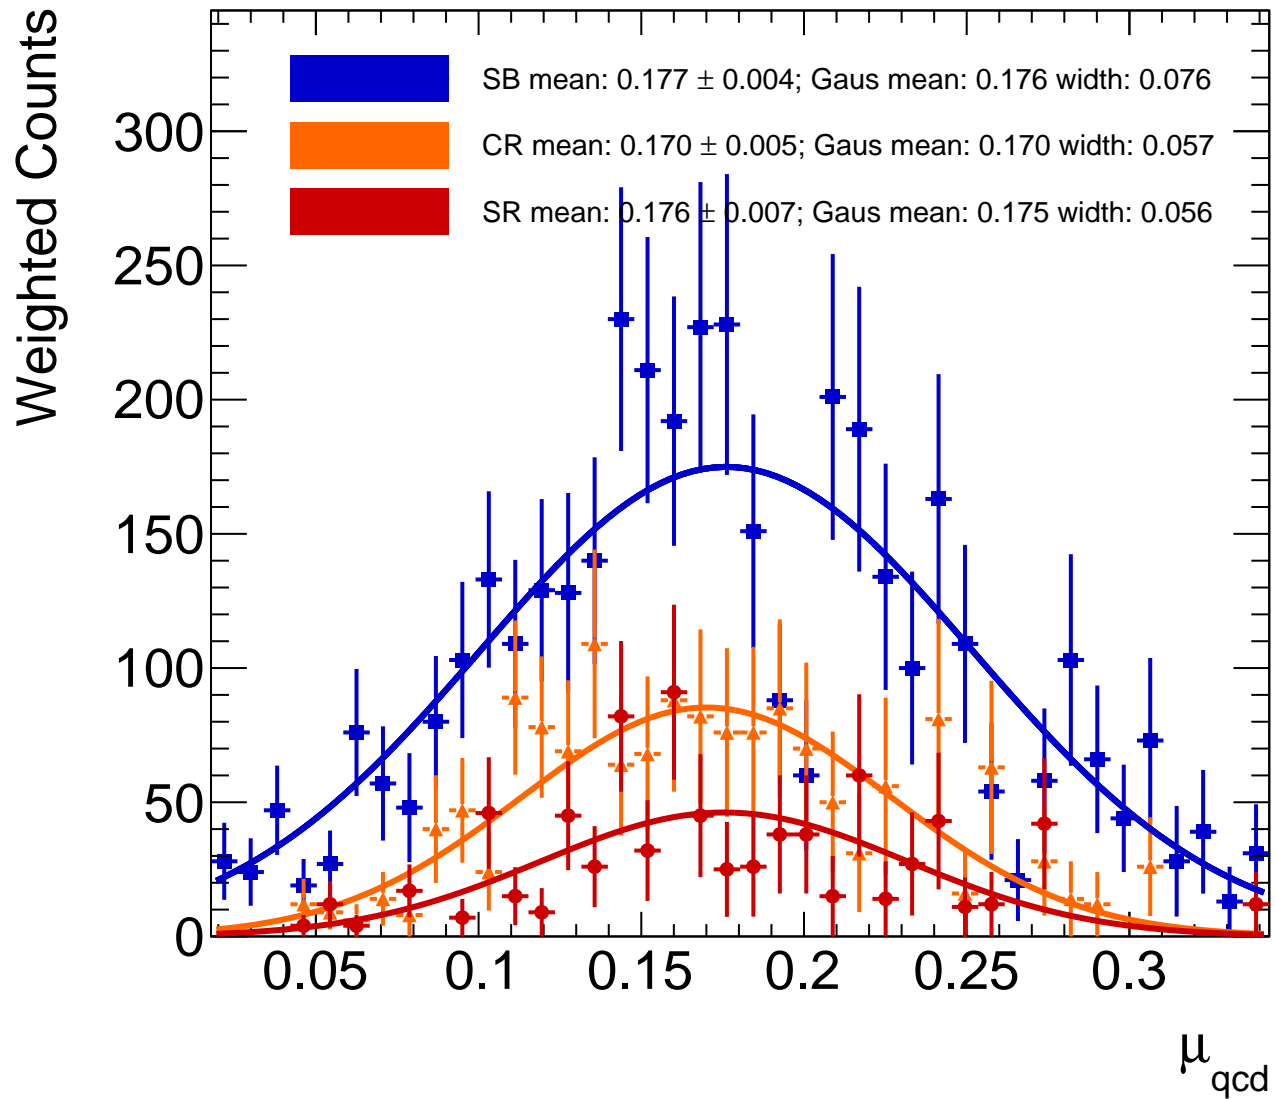 Weighted Counts
SB mean: 0.177 ± 0.004; Gaus mean: 0.176 width: 0.076
CR mean: 0.170 ± 0.005; Gaus mean: 0.170 width: 0.057
SR mean: 0.176 ± 0.007; Gaus mean: 0.175 width: 0.056
300
250
200
150
100
50
0
0.05 0.1 0.15 0.2 0.25 0.3
μ_qcd